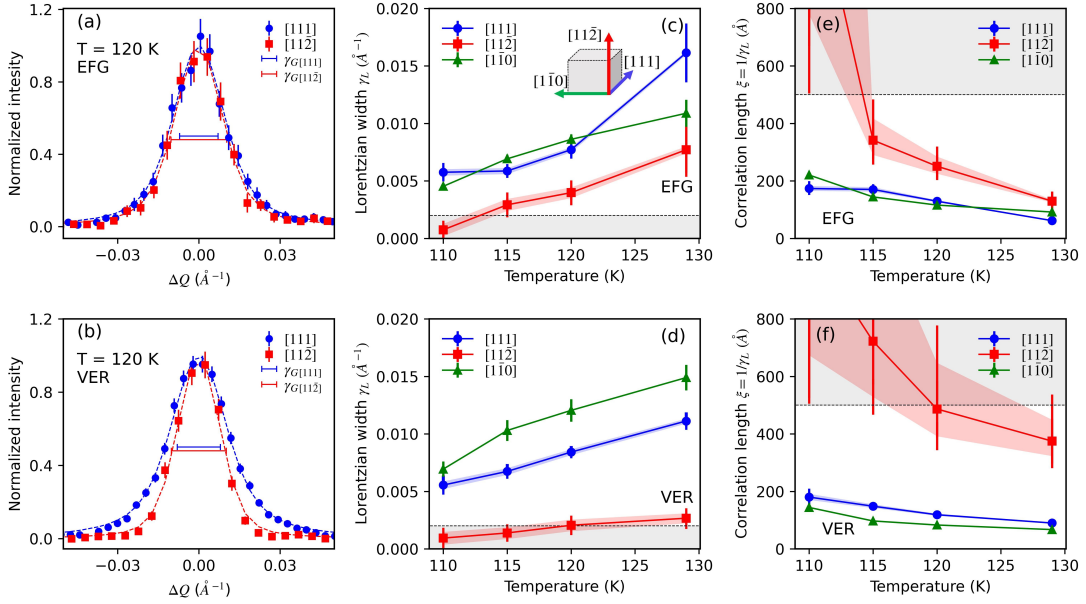 (a)
T = 120 K
EFG
[111]
[112̄]
γG[111]
γG[112̄]
Normalized intesity
1.2
0.8
0.4
0.0
−0.03
0.00
0.03
ΔQ (Å⁻¹)
(c)
[111]
[112̄]
[11̄0]
[112̄]
[111]
[11̄0]
EFG
Lorentzian width γL (Å⁻¹)
0.020
0.015
0.010
0.005
0.000
110
115
120
125
130
Temperature (K)
(e)
[111]
[112̄]
[11̄0]
EFG
Correlation length ξ = 1/γL (Å)
800
600
400
200
0
110
115
120
125
130
Temperature (K)
(b)
T = 120 K
VER
[111]
[112̄]
γG[111]
γG[112̄]
Normalized intensity
1.2
0.8
0.4
0.0
−0.03
0.00
0.03
ΔQ (Å⁻¹)
(d)
[111]
[112̄]
[11̄0]
VER
Lorentzian width γL (Å⁻¹)
0.020
0.015
0.010
0.005
0.000
110
115
120
125
130
Temperature (K)
(f)
[111]
[112̄]
[11̄0]
VER
Correlation length ξ = 1/γL (Å)
800
600
400
200
0
110
115
120
125
130
Temperature (K)